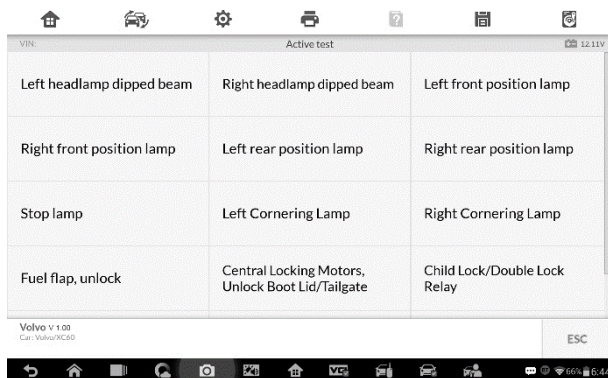 VIN:
Active test
12.11V
Left headlamp dipped beam
Right headlamp dipped beam
Left front position lamp
Right front position lamp
Left rear position lamp
Right rear position lamp
Stop lamp
Left Cornering Lamp
Right Cornering Lamp
Fuel flap, unlock
Central Locking Motors,
Unlock Boot Lid/Tailgate
Child Lock/Double Lock
Relay
Volvo V 1.00
Car: Volvo/XC60
ESC
66%
6:44